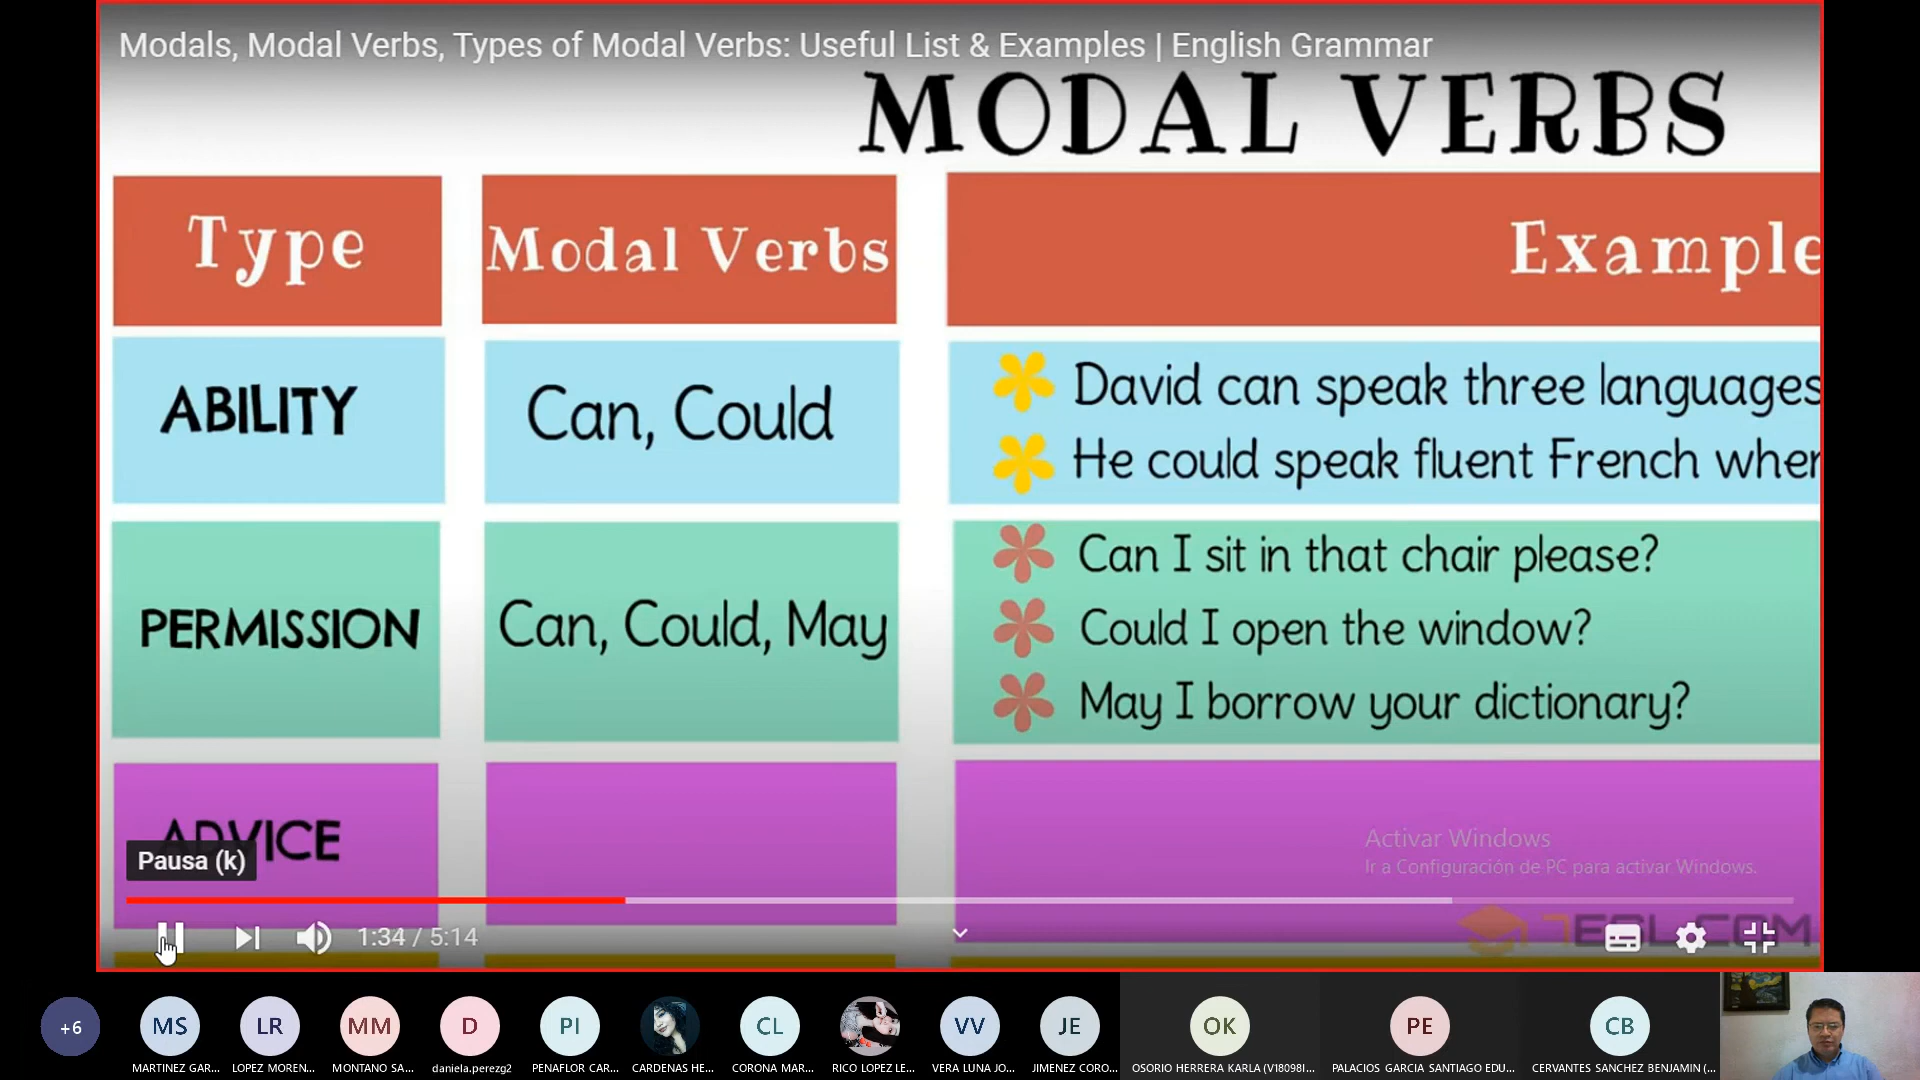 Modals, Modal Verbs, Types of Modal Verbs: Useful List & Examples | English Grammar
MODAL VERBS
Type
Modal Verbs
Example
ABILITY
Can, Could
David can speak three languages
He could speak fluent French when
PERMISSION
Can, Could, May
Can I sit in that chair please?
Could I open the window?
May I borrow your dictionary?
ADVICE
Activar Windows
Ir a Configuración de PC para activar Windows.
Pausa (k)
1:34 / 5:14
7ESL.COM
+6
MS
LR
MM
D
PI
CL
VV
JE
OK
PE
CB
MARTINEZ GAR...
LOPEZ MOREN...
MONTANO SA...
daniela.perezg2
PENAFLOR CAR...
CARDENAS HE...
CORONA MAR...
RICO LOPEZ LE...
VERA LUNA JO...
JIMENEZ CORO...
OSORIO HERRERA KARLA (V18098I...
PALACIOS GARCIA SANTIAGO EDU...
CERVANTES SANCHEZ BENJAMIN (...